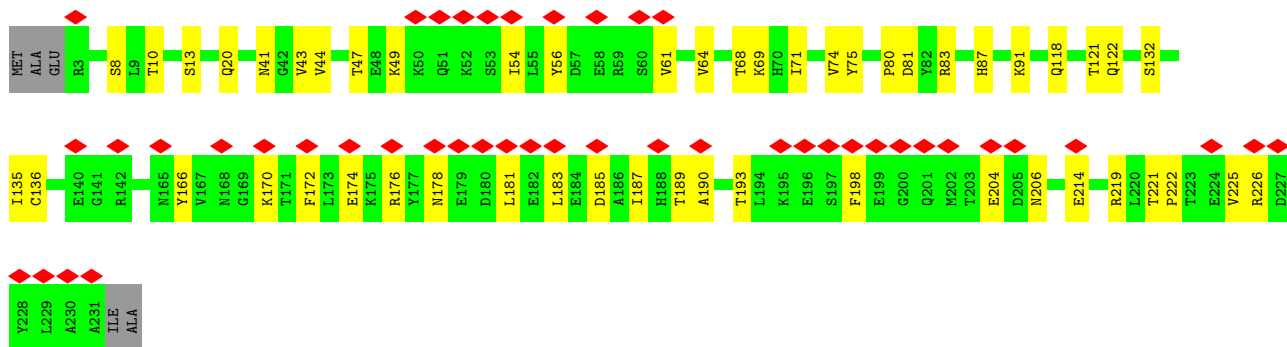 MET ALA GLU R3 S8 L9 T10 S13 Q20 N41 G42 V43 V44 T47 E48 K49 K50 Q51 K52 S53 I54 L55 Y56 D57 E58 R59 S60 V61 V64 T68 K69 H70 I71 V74 Y75 P80 D81 Y82 R83 H87 K91 Q118 T121 Q122 S132
I135 C136 E140 G141 R142 N165 Y166 V167 N168 G169 K170 T171 F172 L173 E174 K175 R176 Y177 N178 E179 D180 L181 E182 L183 E184 D185 A186 I187 H188 T189 A190 T193 L194 K195 E196 S197 F198 E199 G200 Q201 M202 T203 E204 D205 N206 E214 R219 L220 T221 P222 T223 E224 V225 R226 D227
Y228 L229 A230 A231 ILE ALA